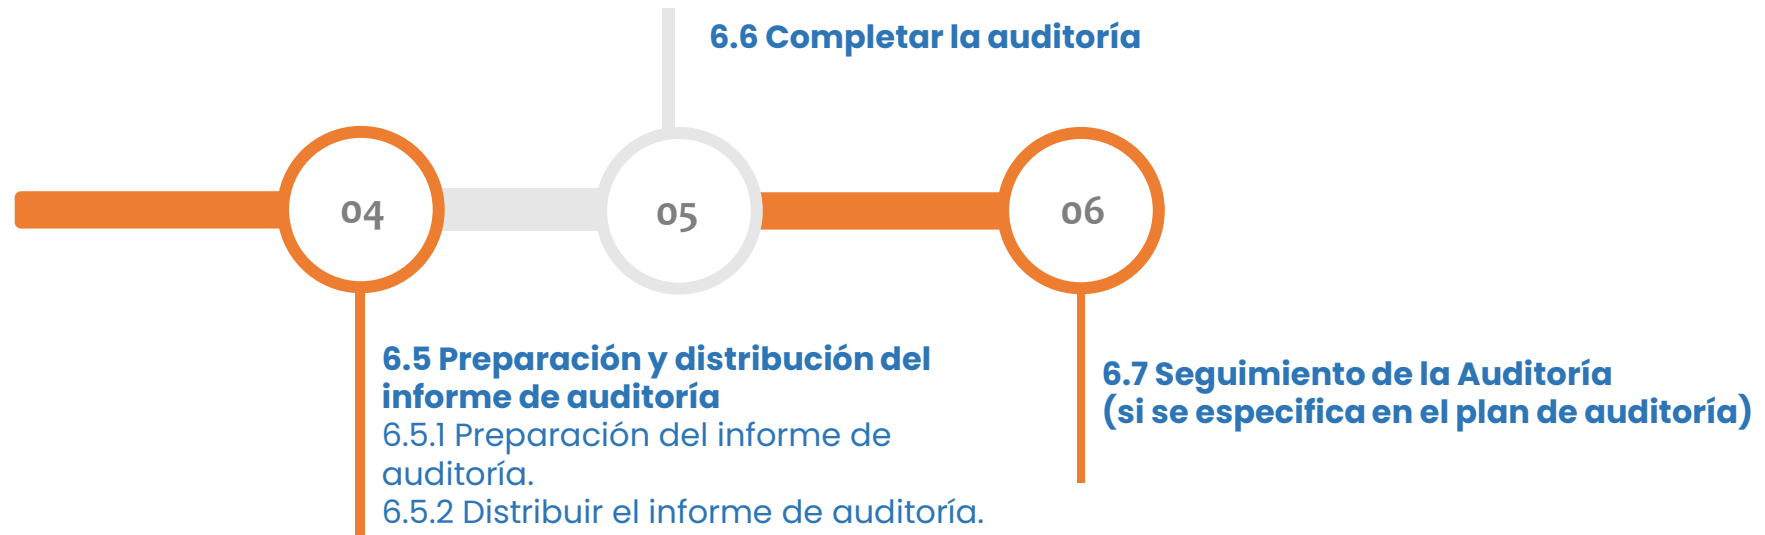 6.6 Completar la auditoría
04
05
06
6.5 Preparación y distribución del
informe de auditoría
6.5.1 Preparación del informe de
auditoría.
6.5.2 Distribuir el informe de auditoría.
6.7 Seguimiento de la Auditoría
(si se especifica en el plan de auditoría)